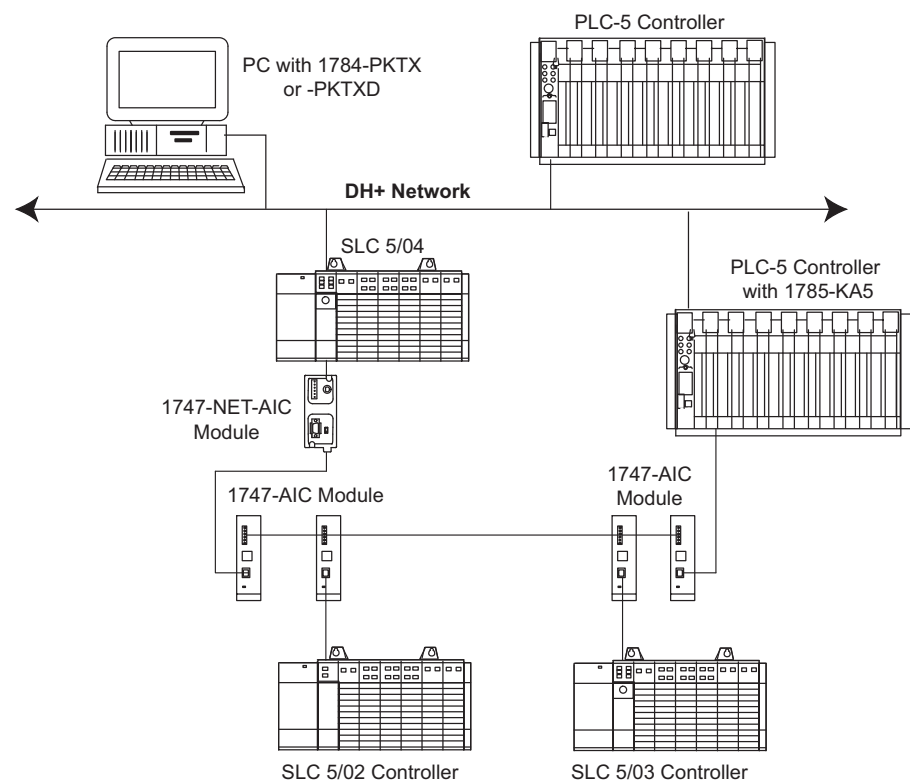 PLC-5 Controller
PC with 1784-PKTX
or -PKTXD
DH+ Network
SLC 5/04
PLC-5 Controller
with 1785-KA5
1747-NET-AIC
Module
1747-AIC Module
1747-AIC
Module
SLC 5/02 Controller
SLC 5/03 Controller